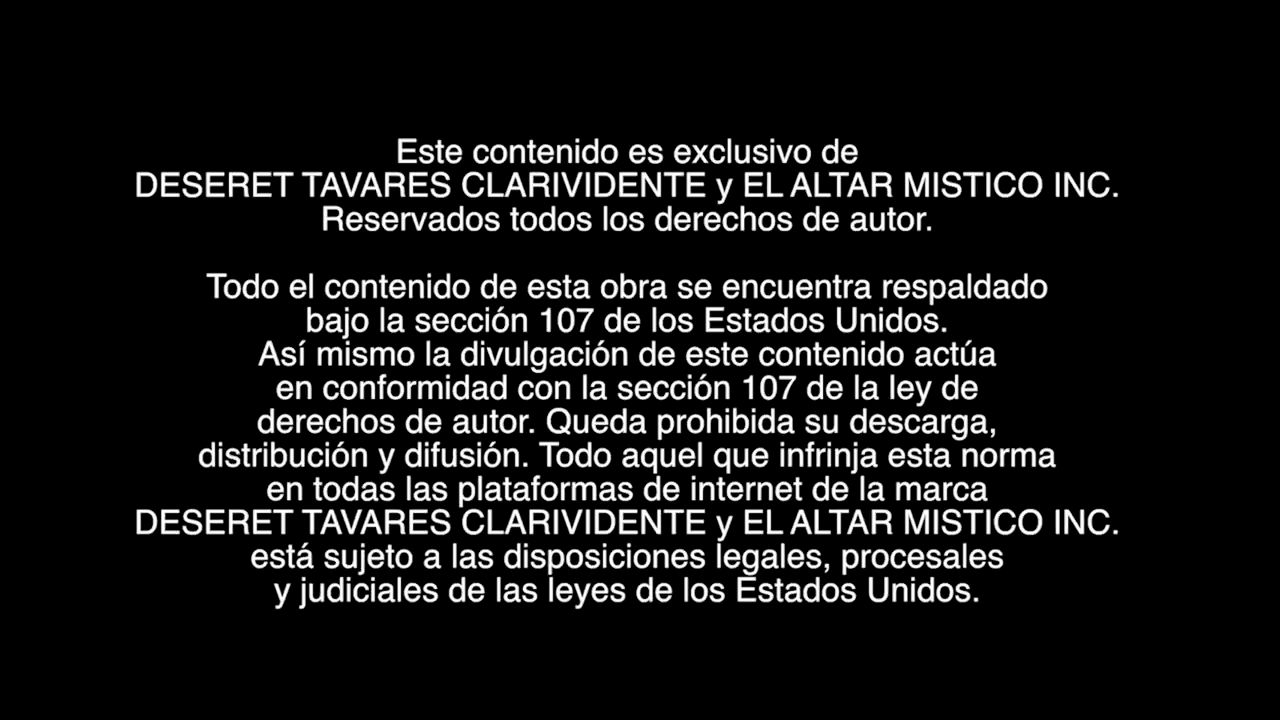 Este contenido es exclusivo de
DESERET TAVARES CLARIVIDENTE y EL ALTAR MISTICO INC.
Reservados todos los derechos de autor.
Todo el contenido de esta obra se encuentra respaldado
bajo la sección 107 de los Estados Unidos.
Así mismo la divulgación de este contenido actúa
en conformidad con la sección 107 de la ley de
derechos de autor. Queda prohibida su descarga,
distribución y difusión. Todo aquel que infrinja esta norma
en todas las plataformas de internet de la marca
DESERET TAVARES CLARIVIDENTE y EL ALTAR MISTICO INC.
está sujeto a las disposiciones legales, procesales
y judiciales de las leyes de los Estados Unidos.